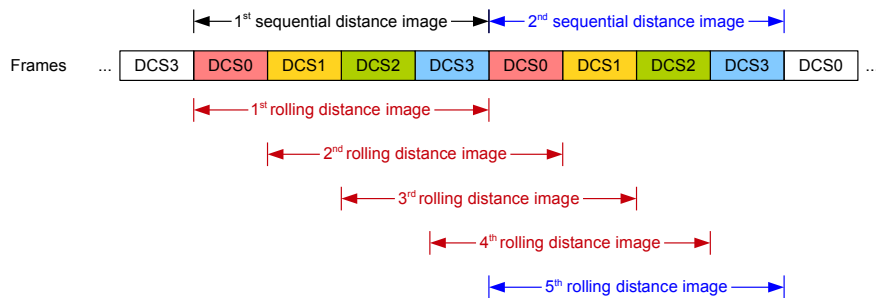 1st sequential distance image 2nd sequential distance image
Frames ... DCS3 DCS0 DCS1 DCS2 DCS3 DCS0 DCS1 DCS2 DCS3 DCS0 ..
1st rolling distance image
2nd rolling distance image
3rd rolling distance image
4th rolling distance image
5th rolling distance image